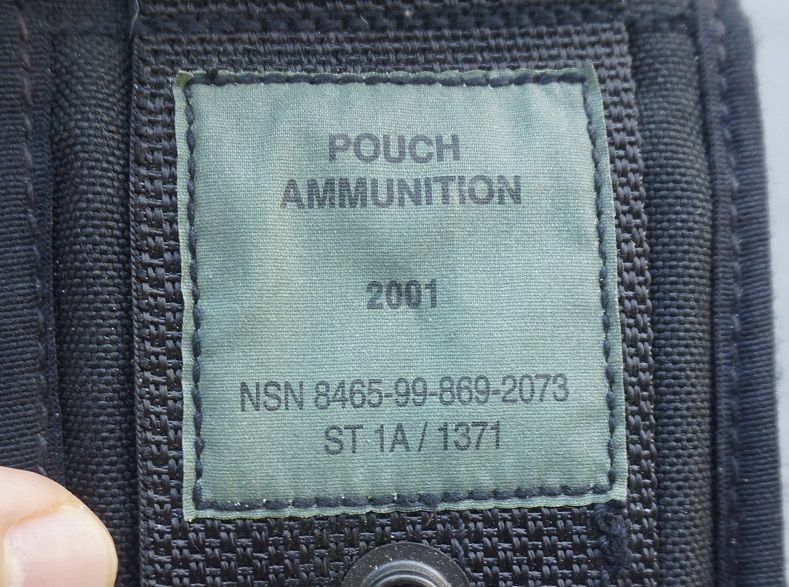 POUCH
AMMUNITION
2001
NSN 8465-99-869-2073
ST 1A / 1371